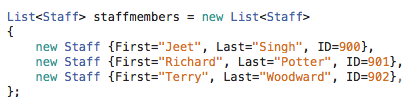 List<Staff> staffmembers = new List<Staff>
{
    new Staff {First="Jeet", Last="Singh", ID=900},
    new Staff {First="Richard", Last="Potter", ID=901},
    new Staff {First="Terry", Last="Woodward", ID=902},
};